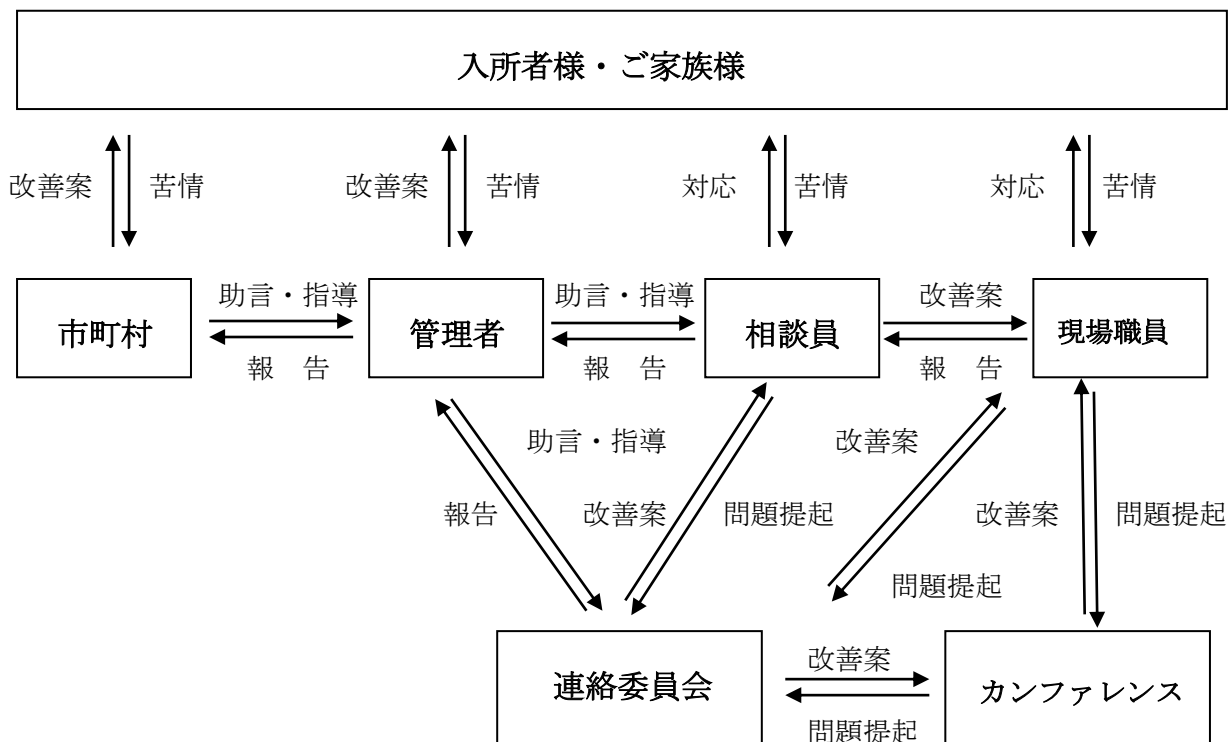 入所者様・ご家族様
改善案 苦情 改善案 苦情 対応 苦情 対応 苦情
助言・指導 助言・指導 改善案
市町村 管理者 相談員 現場職員
報 告 報 告 報 告
助言・指導 改善案
報告 改善案 問題提起 改善案 問題提起
問題提起
改善案
連絡委員会 カンファレンス
問題提起